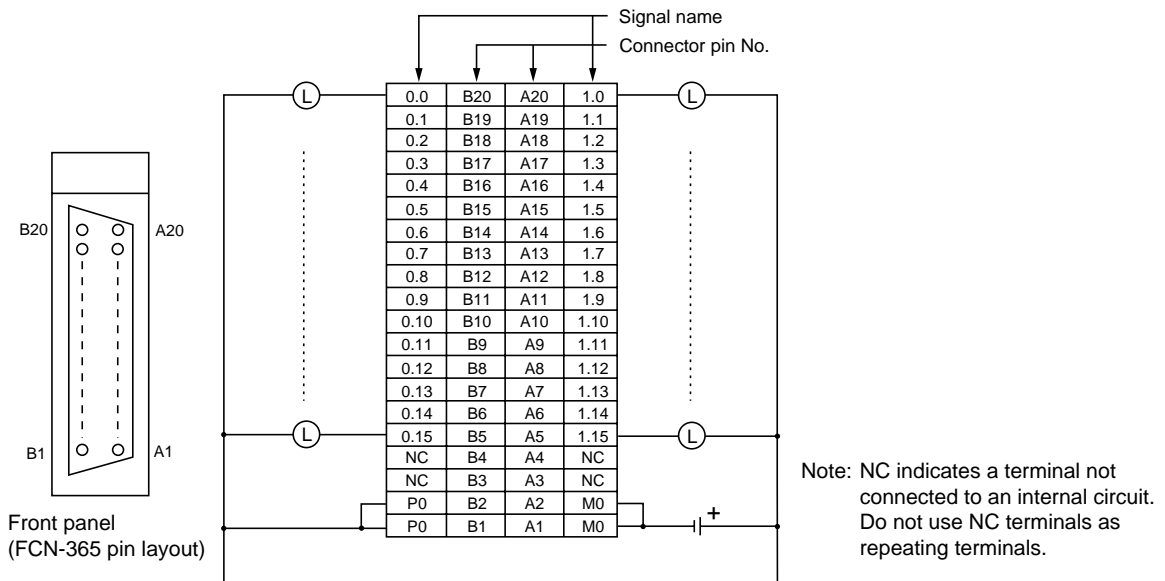 Signal name
Connector pin No.
L
L
0.0 B20 A20 1.0
0.1 B19 A19 1.1
0.2 B18 A18 1.2
0.3 B17 A17 1.3
0.4 B16 A16 1.4
0.5 B15 A15 1.5
0.6 B14 A14 1.6
0.7 B13 A13 1.7
0.8 B12 A12 1.8
0.9 B11 A11 1.9
0.10 B10 A10 1.10
0.11 B9 A9 1.11
0.12 B8 A8 1.12
0.13 B7 A7 1.13
0.14 B6 A6 1.14
0.15 B5 A5 1.15
NC B4 A4 NC
NC B3 A3 NC
P0 B2 A2 M0
P0 B1 A1 M0
L
L
+
B20
A20
B1
A1
Front panel
(FCN-365 pin layout)
Note: NC indicates a terminal not
connected to an internal circuit.
Do not use NC terminals as
repeating terminals.